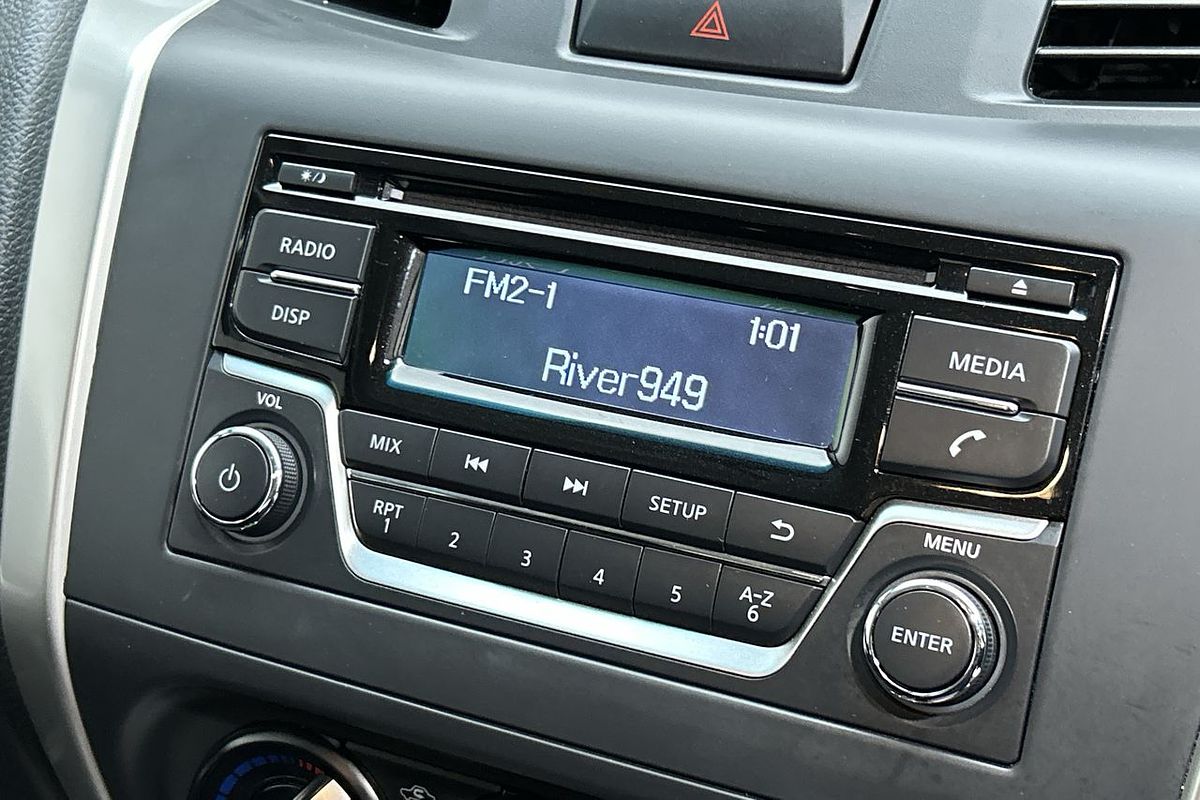 RADIO
DISP
FM2-1
1:01
River949
MEDIA
VOL
MIX
SETUP
RPT
1
2
3
4
5
A-Z
6
MENU
ENTER